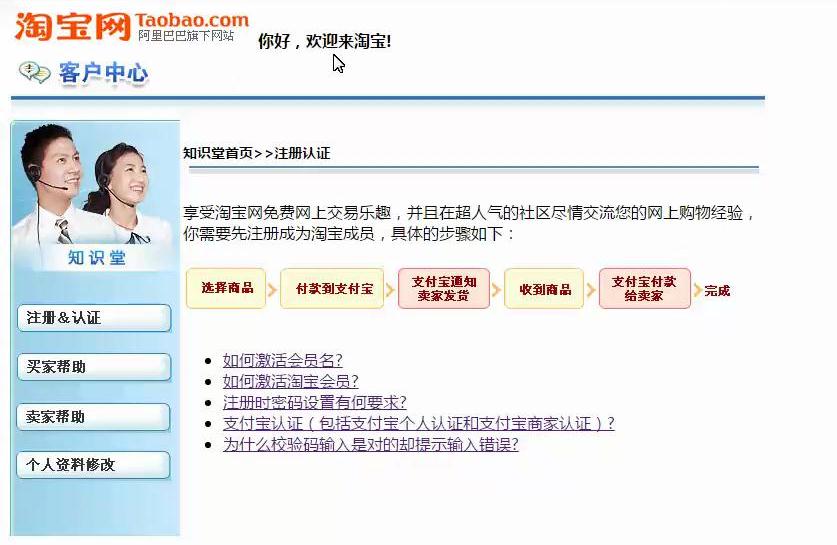 淘宝网 Taobao.com
阿里巴巴旗下网站
你好，欢迎来淘宝!
客户中心
知识堂首页>>注册认证
享受淘宝网免费网上交易乐趣，并且在超人气的社区尽情交流您的网上购物经验，
你需要先注册成为淘宝成员，具体的步骤如下：
知识堂
选择商品
付款到支付宝
支付宝通知
卖家发货
收到商品
支付宝付款
给卖家
完成
注册&认证
买家帮助
卖家帮助
个人资料修改
如何激活会员名?
如何激活淘宝会员?
注册时密码设置有何要求?
支付宝认证（包括支付宝个人认证和支付宝商家认证）?
为什么校验码输入是对的却提示输入错误?